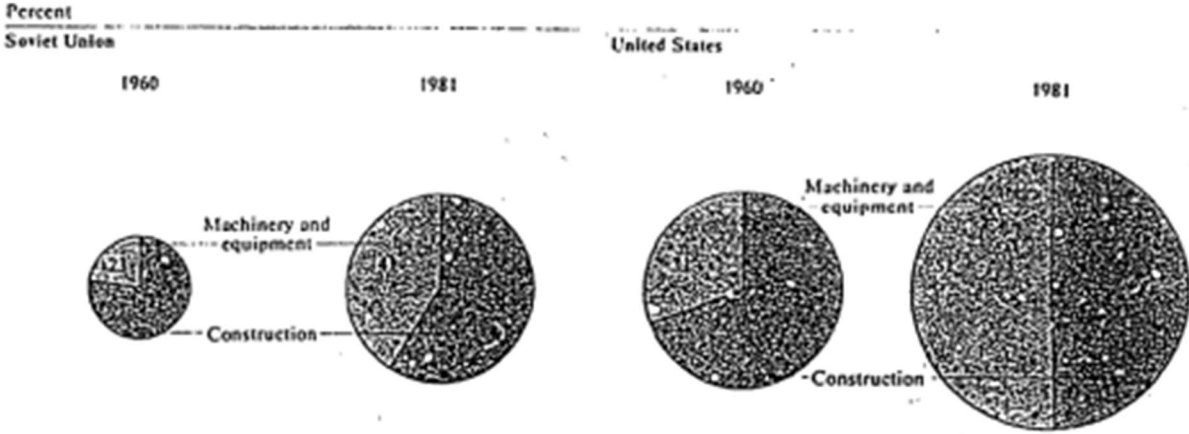 Percent
Soviet Union
United States
1960
1981
1960
1981
Machinery and
equipment
Construction
Machinery and
equipment
Construction